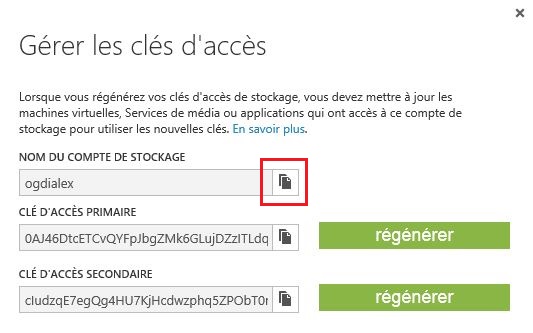 Gérer les clés d'accès
Lorsque vous régénérez vos clés d'accès de stockage, vous devez mettre à jour les
machines virtuelles, Services de média ou applications qui ont accès à ce compte de
stockage pour utiliser les nouvelles clés. En savoir plus.
NOM DU COMPTE DE STOCKAGE
ogdialex
CLÉ D'ACCÈS PRIMAIRE
0AJ46DtcETCvQYFpJbgZMk6GLujDZzITLdq
régénérer
CLÉ D'ACCÈS SECONDAIRE
cIudzqE7egQg4HU7KjHcdwzphq5ZPObT0r
régénérer